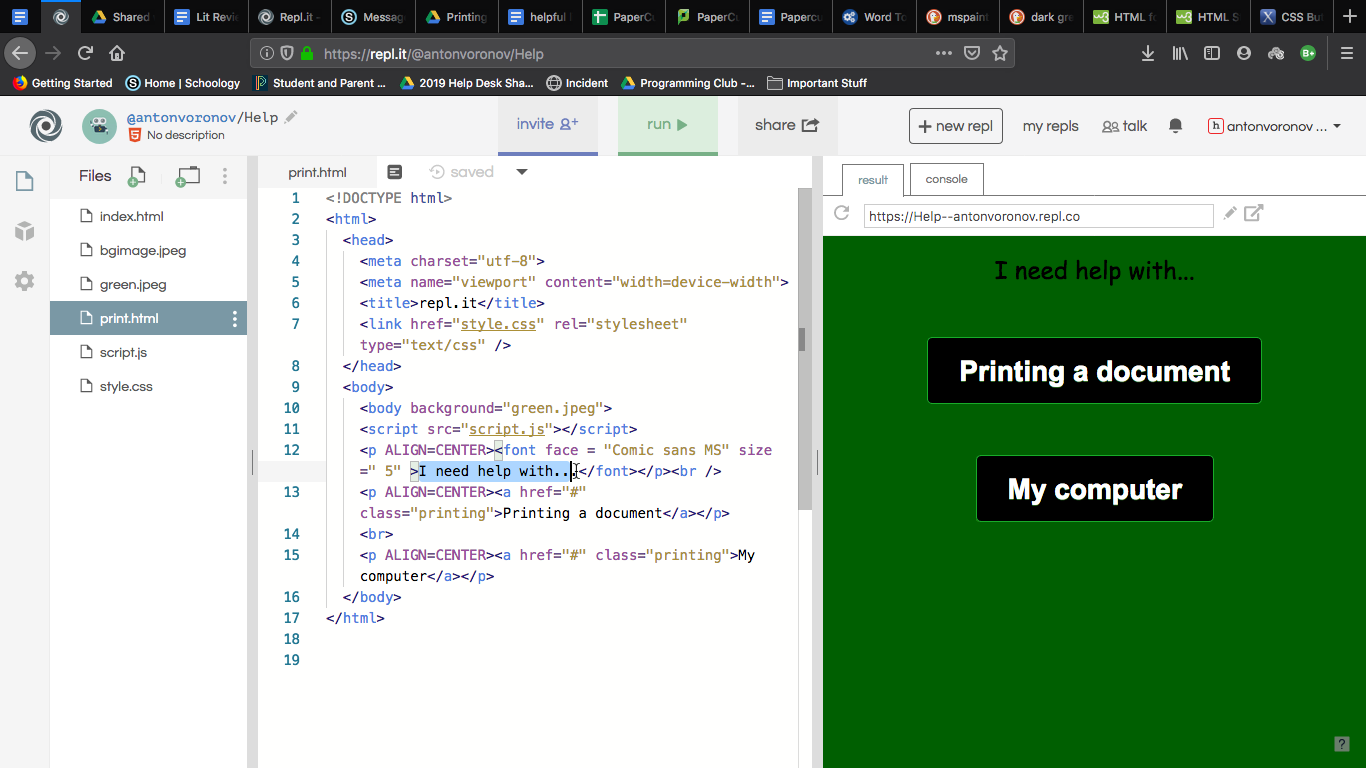 Shared
Lit Revi
Repl.it -
Messag
Printing
helpful
PaperCu
PaperCu
Papercu
Word To
mspaint
dark gre
HTML fo
HTML S
CSS But
https://repl.it/@antonvoronov/Help
Getting Started
Home | Schoology
Student and Parent ...
2019 Help Desk Sha...
Incident
Programming Club -...
Important Stuff
@antonvoronov/Help
No description
invite
run
share
+ new repl
my repls
talk
h antonvoronov ...
Files
print.html
saved
result
console
https://Help--antonvoronov.repl.co
index.html
bgimage.jpeg
green.jpeg
print.html
script.js
style.css
1 <!DOCTYPE html>
2 <html>
3 <head>
4 <meta charset="utf-8">
5 <meta name="viewport" content="width=device-width">
6 <title>repl.it</title>
7 <link href="style.css" rel="stylesheet"
type="text/css" />
8 </head>
9 <body>
10 <body background="green.jpeg">
11 <script src="script.js"></script>
12 <p ALIGN=CENTER><font face = "Comic sans MS" size
=" 5" >I need help with...</font></p><br />
13 <p ALIGN=CENTER><a href="#"
class="printing">Printing a document</a></p>
14 <br>
15 <p ALIGN=CENTER><a href="#" class="printing">My
computer</a></p>
16 </body>
17 </html>
18
19
I need help with...
Printing a document
My computer
?